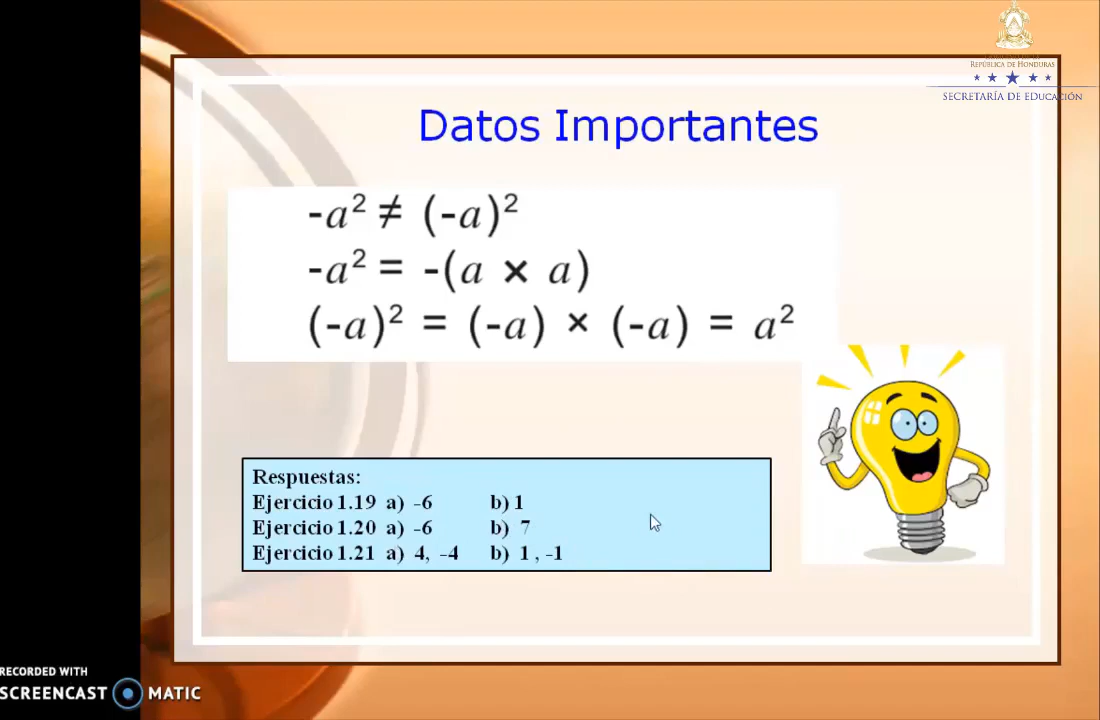 REPÚBLICA DE HONDURAS
SECRETARÍA DE EDUCACIÓN
Datos Importantes
-a² ≠ (-a)²
-a² = -(a × a)
(-a)² = (-a) × (-a) = a²
Respuestas:
Ejercicio 1.19 a) -6 b) 1
Ejercicio 1.20 a) -6 b) 7
Ejercicio 1.21 a) 4, -4 b) 1 , -1
RECORDED WITH
SCREENCAST MATIC